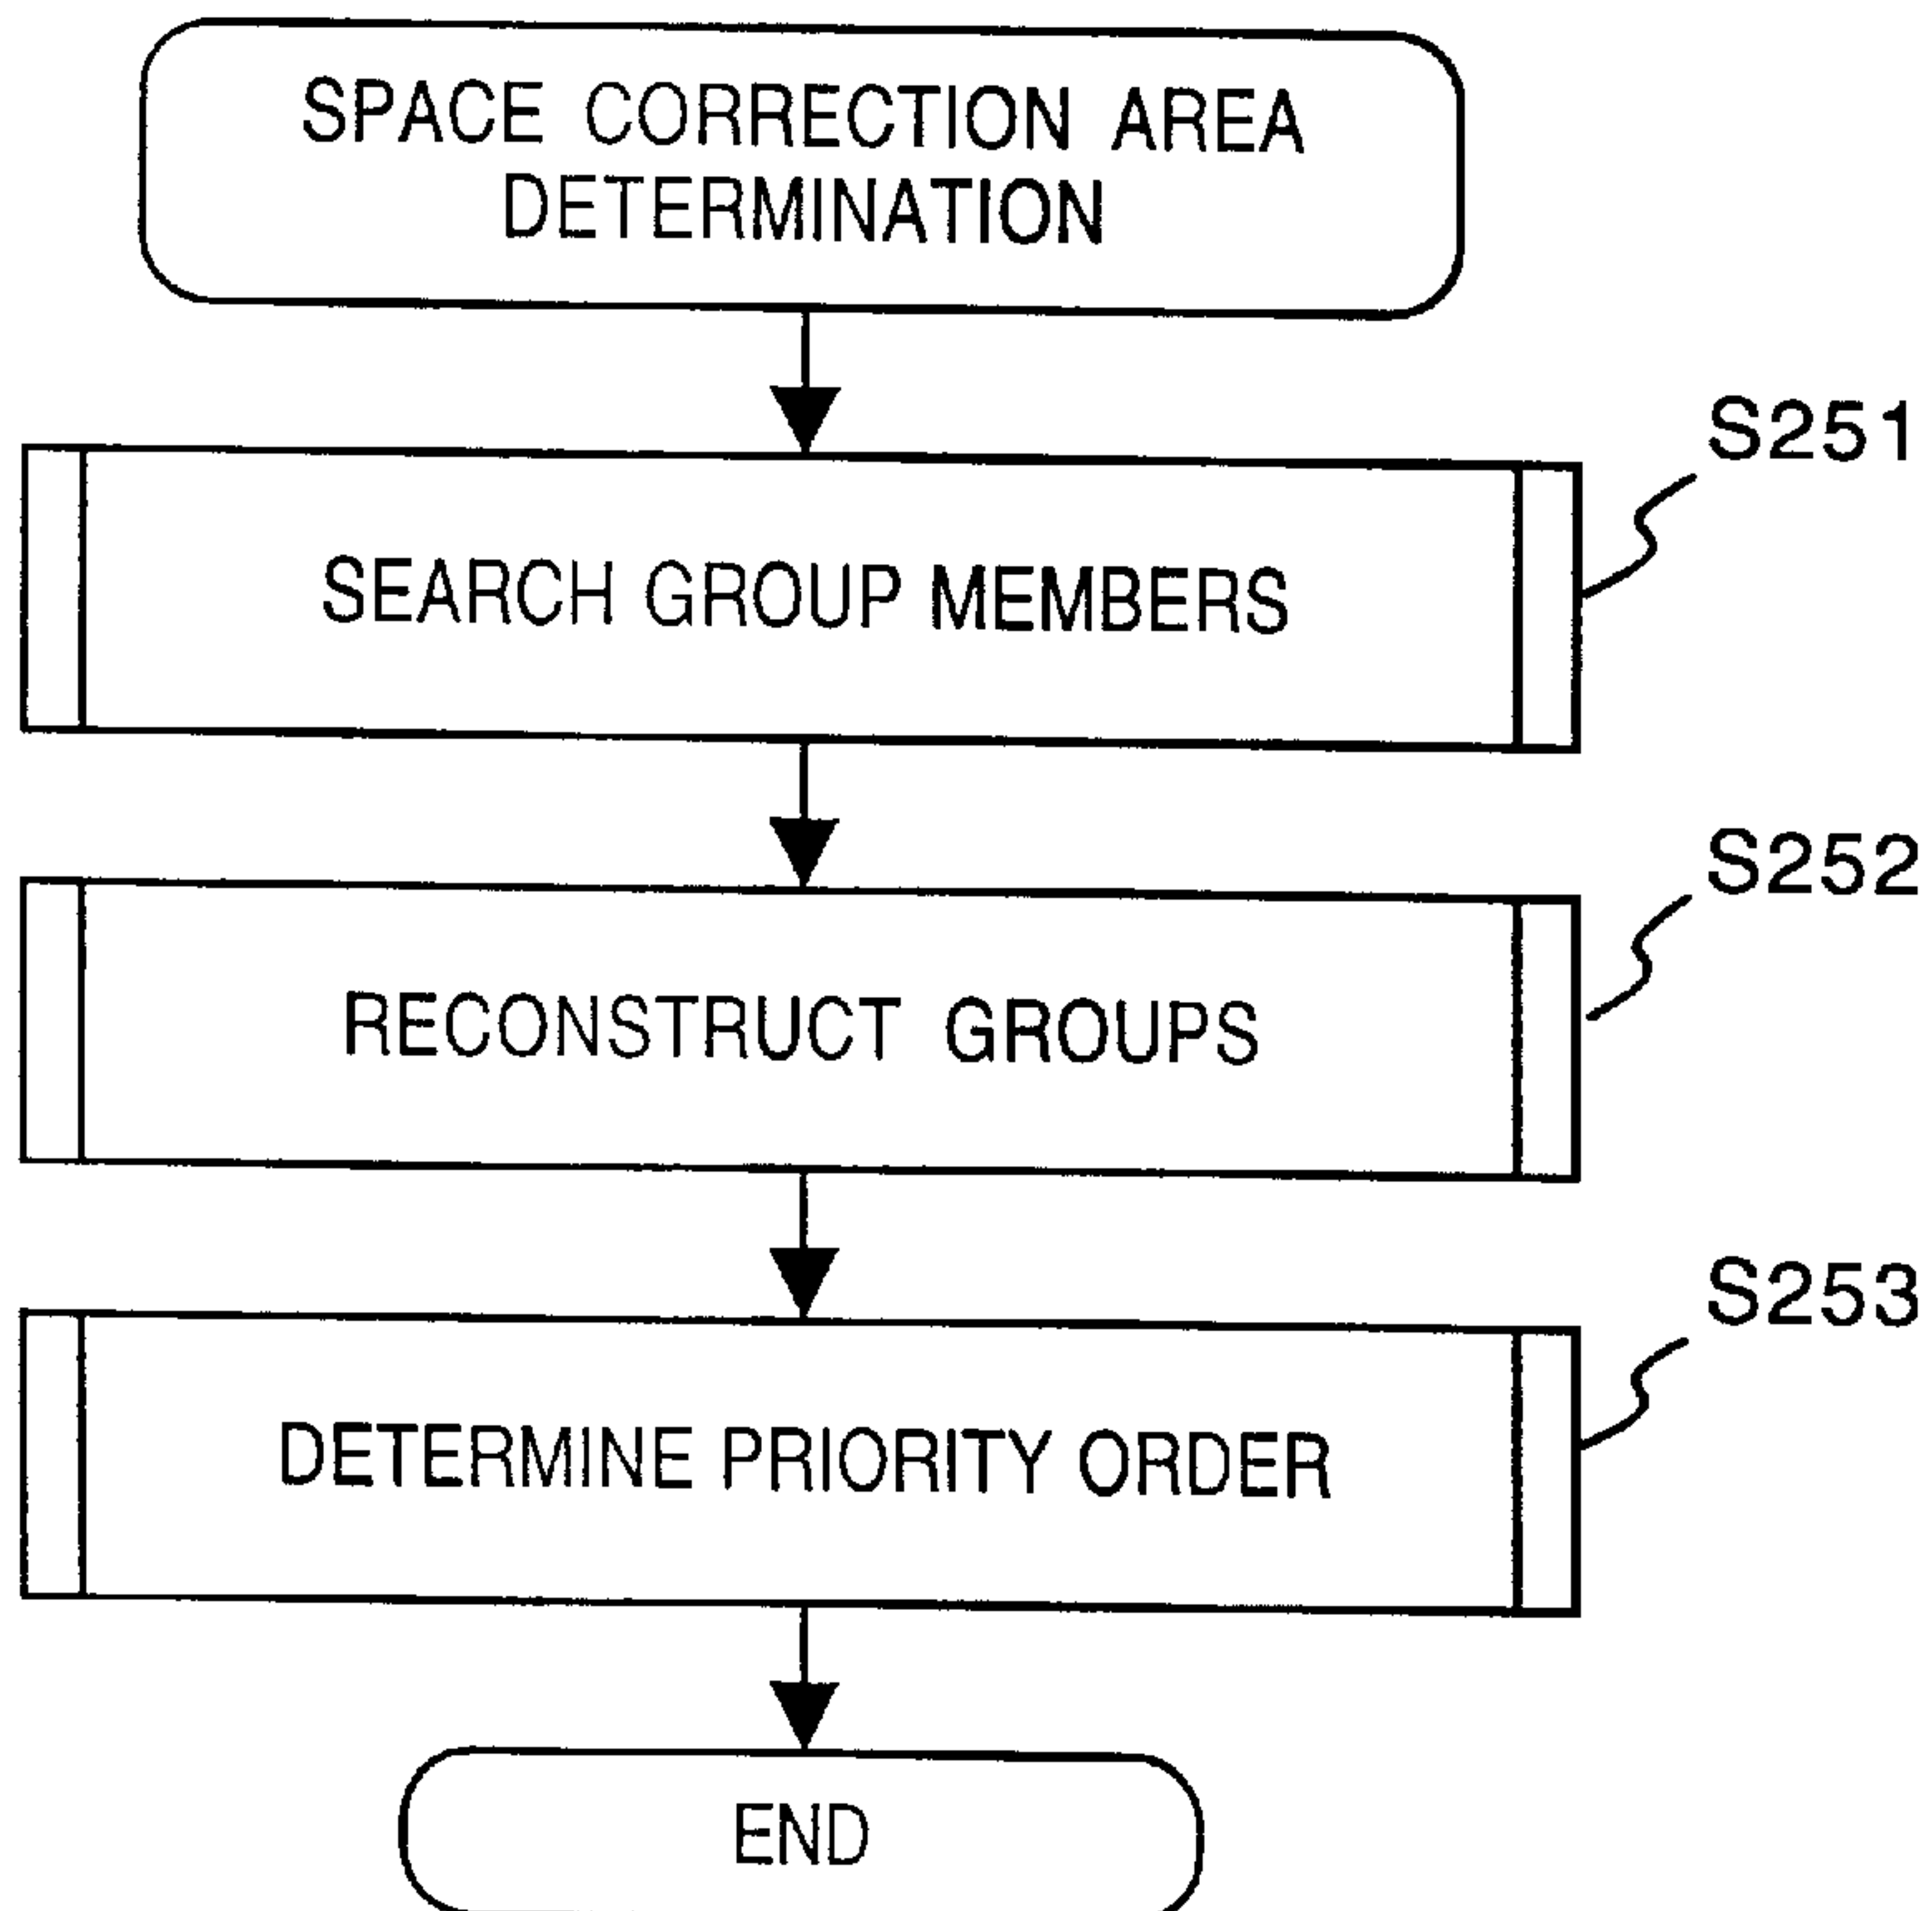 SPACE CORRECTION AREA
DETERMINATION
S251
SEARCH GROUP MEMBERS
S252
RECONSTRUCT GROUPS
S253
DETERMINE PRIORITY ORDER
END